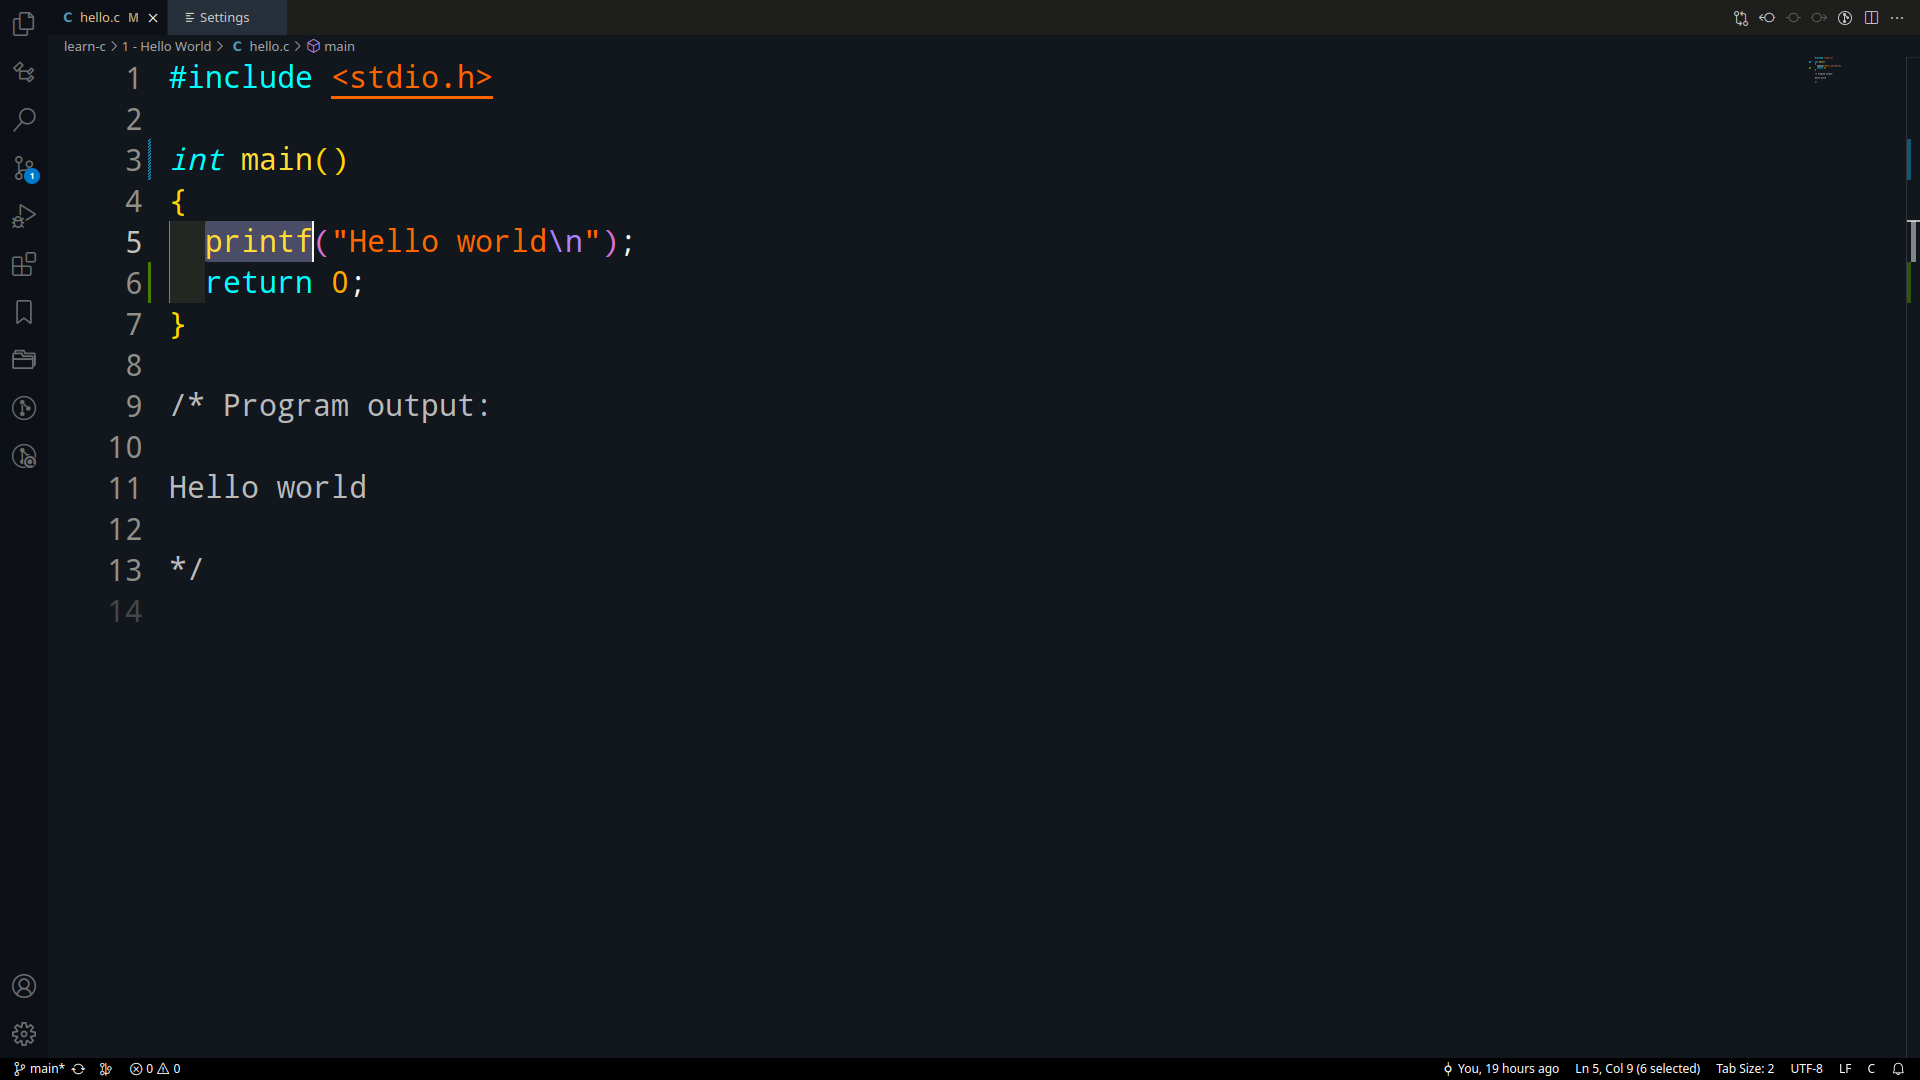 C hello.c M Settings
learn-c > 1 - Hello World > C hello.c > main
1 #include <stdio.h>
2
3 int main()
4 {
5 printf("Hello world\n");
6 return 0;
7 }
8
9 /* Program output:
10
11 Hello world
12
13 */
14
1
main* 0 0 You, 19 hours ago Ln 5, Col 9 (6 selected) Tab Size: 2 UTF-8 LF C